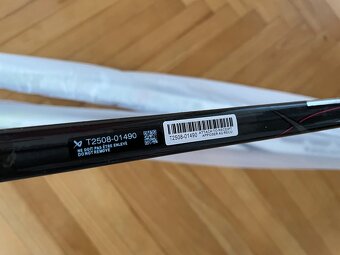 T2508-01490
NE DOIT PAS ÊTRE ENLEVÉ
DO NOT REMOVE
T2508-01490